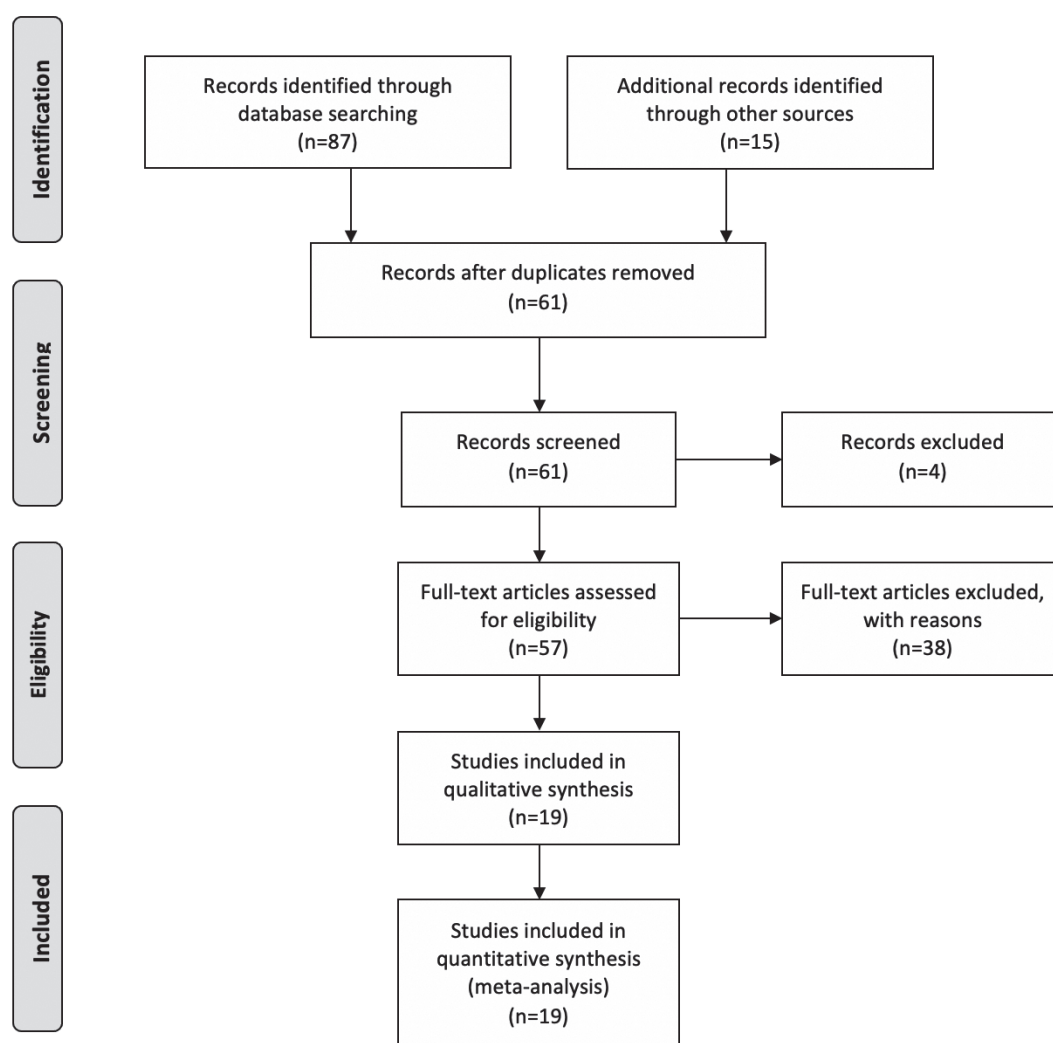 Identification
Records identified through
database searching
(n=87)
Additional records identified
through other sources
(n=15)
Records after duplicates removed
(n=61)
Screening
Records screened
(n=61)
Records excluded
(n=4)
Eligibility
Full-text articles assessed
for eligibility
(n=57)
Full-text articles excluded,
with reasons
(n=38)
Studies included in
qualitative synthesis
(n=19)
Included
Studies included in
quantitative synthesis
(meta-analysis)
(n=19)